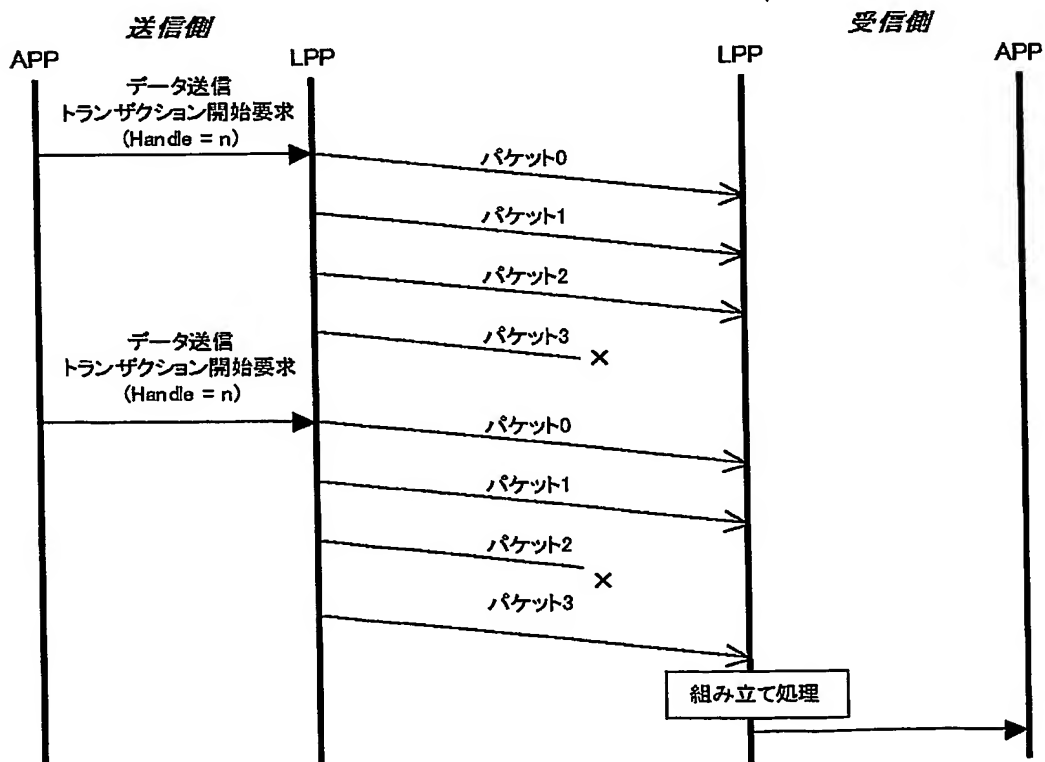 送信側
受信側
APP
LPP
LPP
APP
データ送信
トランザクション開始要求
(Handle = n)
パケット0
パケット1
パケット2
パケット3
×
データ送信
トランザクション開始要求
(Handle = n)
パケット0
パケット1
パケット2
×
パケット3
組み立て処理